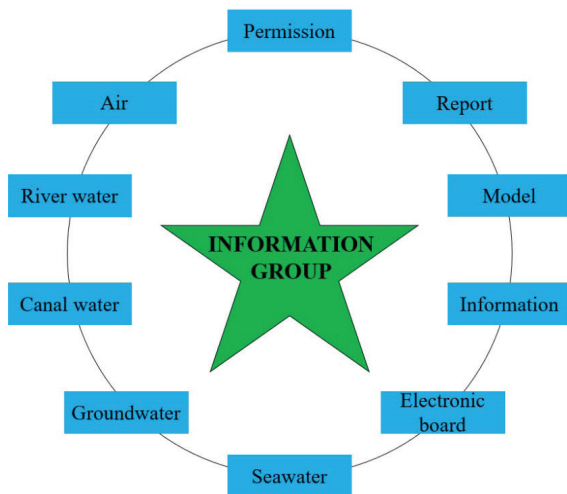 Permission
Air
Report
River water
Model
INFORMATION
GROUP
Canal water
Information
Groundwater
Electronic
board
Seawater